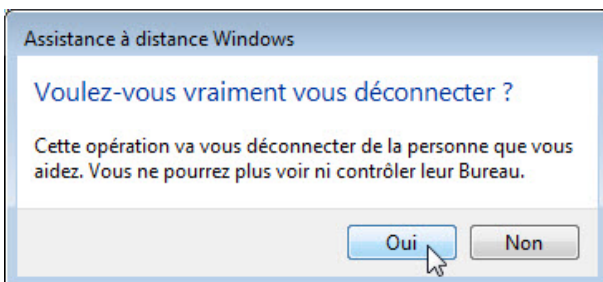 Assistance à distance Windows
Voulez-vous vraiment vous déconnecter ?
Cette opération va vous déconnecter de la personne que vous
aidez. Vous ne pourrez plus voir ni contrôler leur Bureau.
Oui
Non